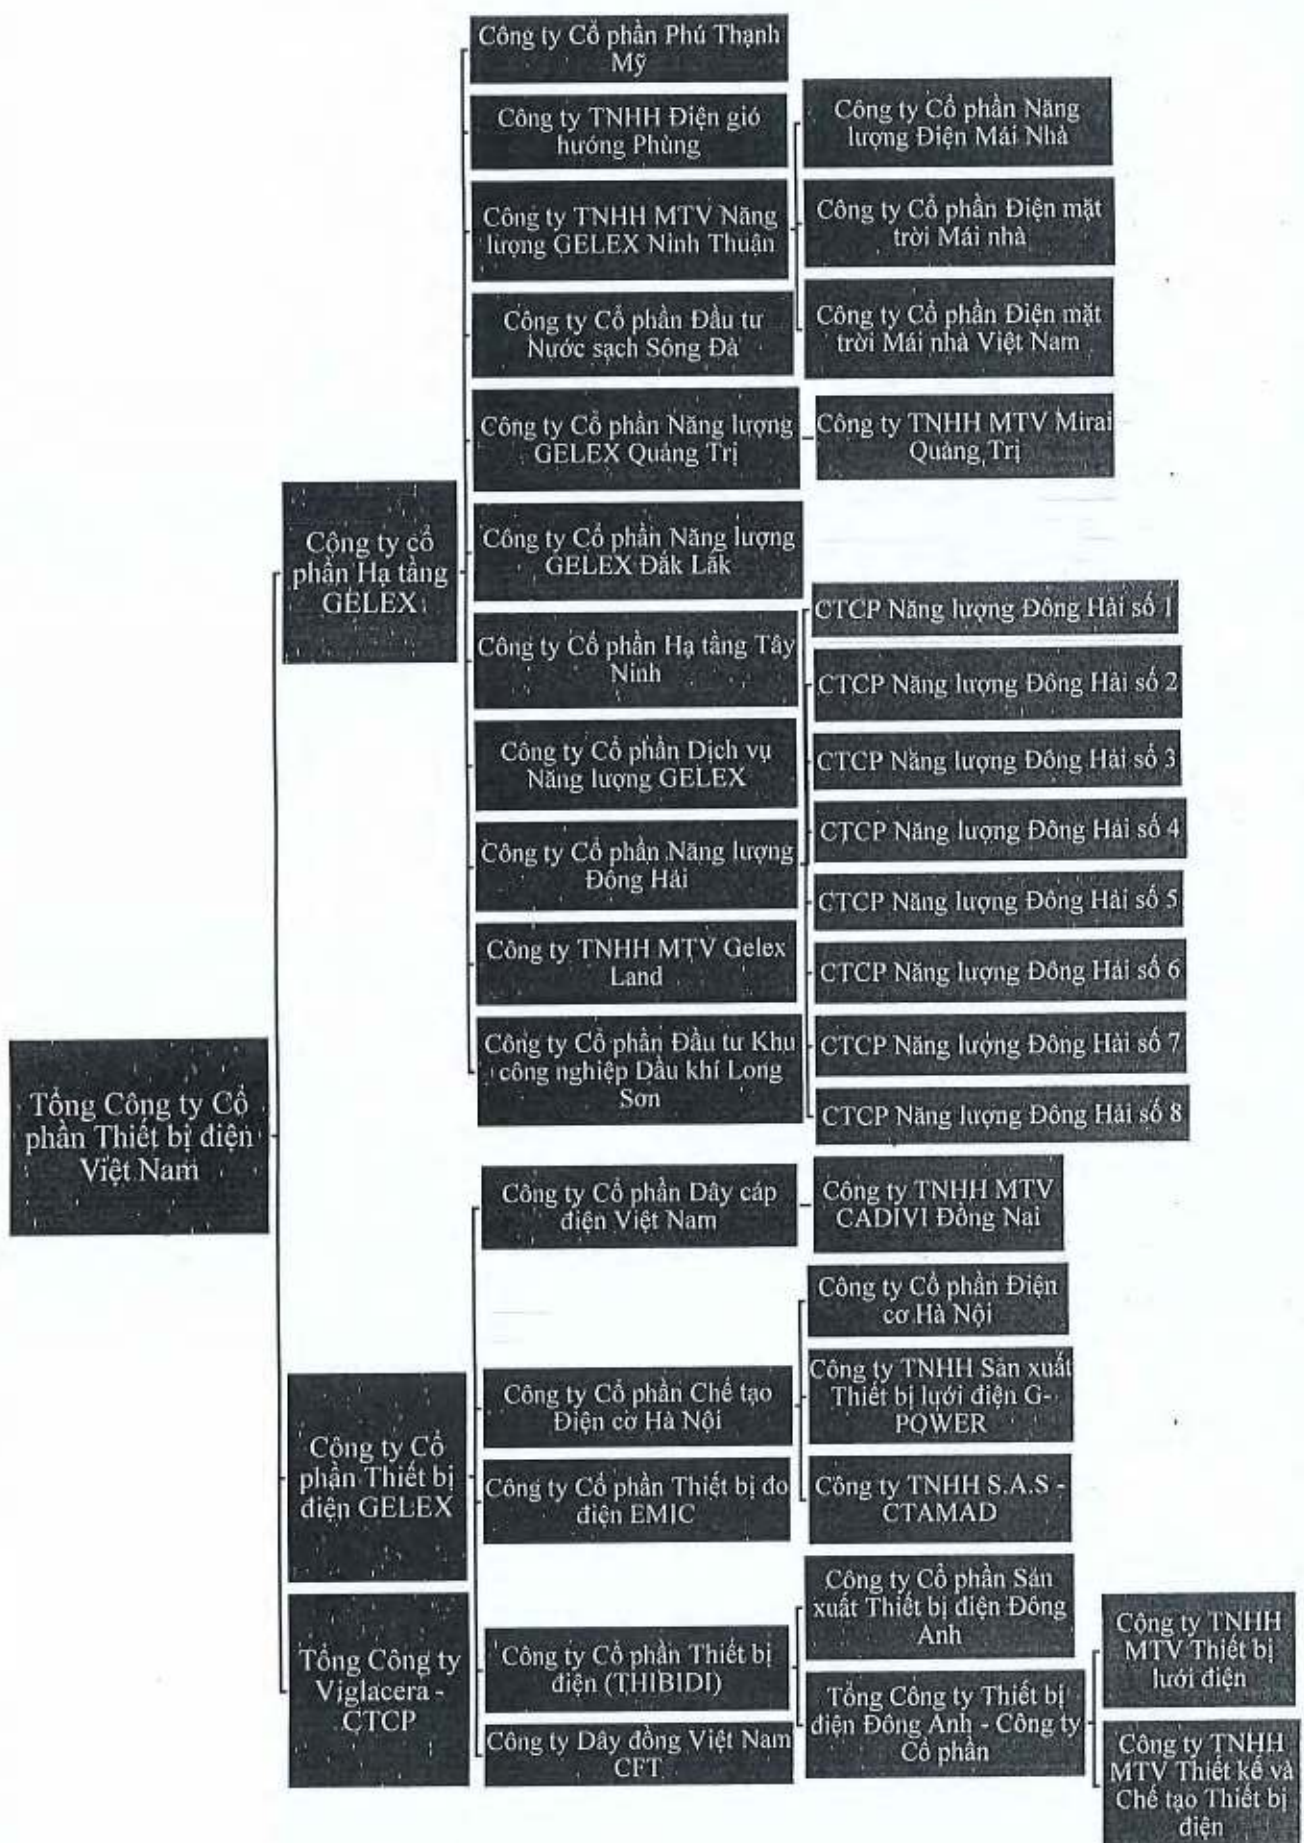 Công ty Cổ phần Phú Thạnh
Mỹ
Công ty TNHH Điện gió
hướng Phùng
Công ty Cổ phần Năng
lượng Điện Mái Nhà
Công ty TNHH MTV Năng
lượng GELEX Ninh Thuận
Công ty Cổ phần Điện mặt
trời Mái nhà
Công ty Cổ phần Đầu tư
Nước sạch Sông Đà
Công ty Cổ phần Điện mặt
trời Mái nhà Việt Nam
Công ty Cổ phần Năng lượng
GELEX Quảng Trị
Công ty TNHH MTV Mirai
Quảng Trị
Công ty cổ
phần Hạ tầng
GELEX
Công ty Cổ phần Năng lượng
GELEX Đắk Lắk
Công ty Cổ phần Hạ tầng Tây
Ninh
Công ty Cổ phần Dịch vụ
Năng lượng GELEX
Công ty Cổ phần Năng lượng
Đông Hải
CTCP Năng lượng Đông Hải số 1
CTCP Năng lượng Đông Hải số 2
CTCP Năng lượng Đông Hải số 3
CTCP Năng lượng Đông Hải số 4
CTCP Năng lượng Đông Hải số 5
CTCP Năng lượng Đông Hải số 6
CTCP Năng lượng Đông Hải số 7
CTCP Năng lượng Đông Hải số 8
Công ty TNHH MTV Gelex
Land
Công ty Cổ phần Đầu tư Khu
công nghiệp Dầu khí Long
Sơn
Tổng Công ty Cổ
phần Thiết bị điện
Việt Nam
Công ty Cổ phần Dây cáp
điện Việt Nam
Công ty TNHH MTV
CADIVI Đồng Nai
Công ty Cổ
phần Thiết bị
điện GELEX
Công ty Cổ phần Chế tạo
Điện cơ Hà Nội
Công ty Cổ phần Điện
cơ Hà Nội
Công ty TNHH Sản xuất
Thiết bị lưới điện G-
POWER
Công ty TNHH S.A.S -
CTAMAD
Công ty Cổ phần Thiết bị đo
điện EMIC
Tổng Công ty
Viglacera -
CTCP
Công ty Cổ phần Thiết bị
điện (THIBIDI)
Công ty Cổ phần Sản
xuất Thiết bị điện Đông
Anh
Tổng Công ty Thiết bị
điện Đông Anh - Công ty
Cổ phần
Công ty TNHH
MTV Thiết bị
lưới điện
Công ty TNHH
MTV Thiết kế và
Chế tạo Thiết bị
điện
Công ty Dây đồng Việt Nam
CFT